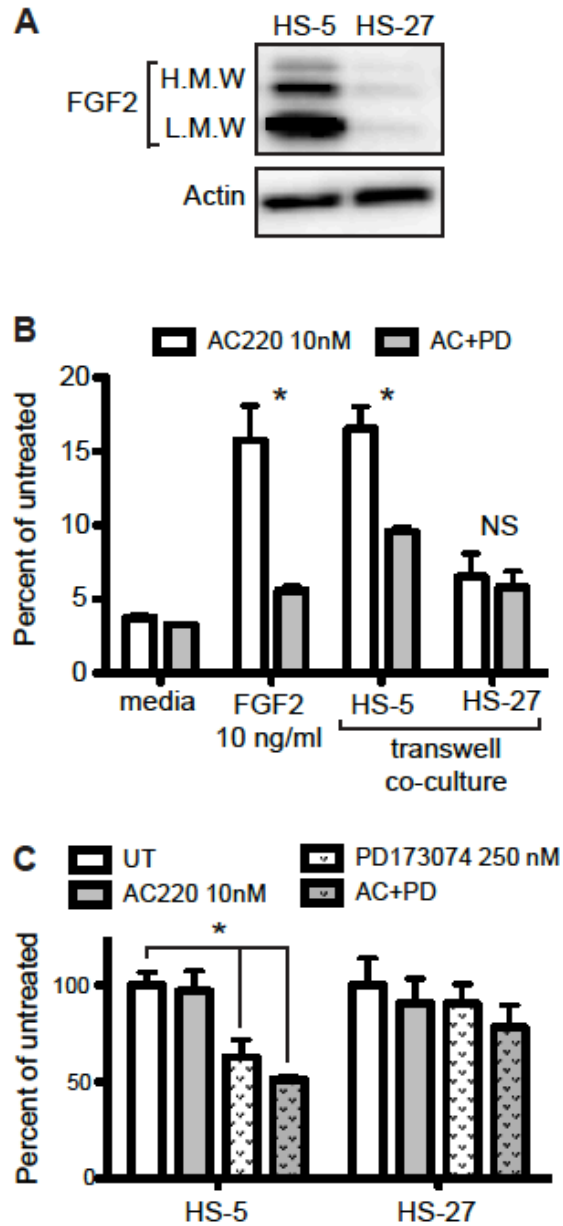 A
HS-5 HS-27
FGF2
H.M.W
L.M.W
Actin
B
AC220 10nM AC+PD
Percent of untreated
20
15
10
5
0
* * NS
media FGF2 10 ng/ml HS-5 HS-27
transwell
co-culture
C
UT PD173074 250 nM
AC220 10nM AC+PD
Percent of untreated
100
50
0
*
HS-5 HS-27